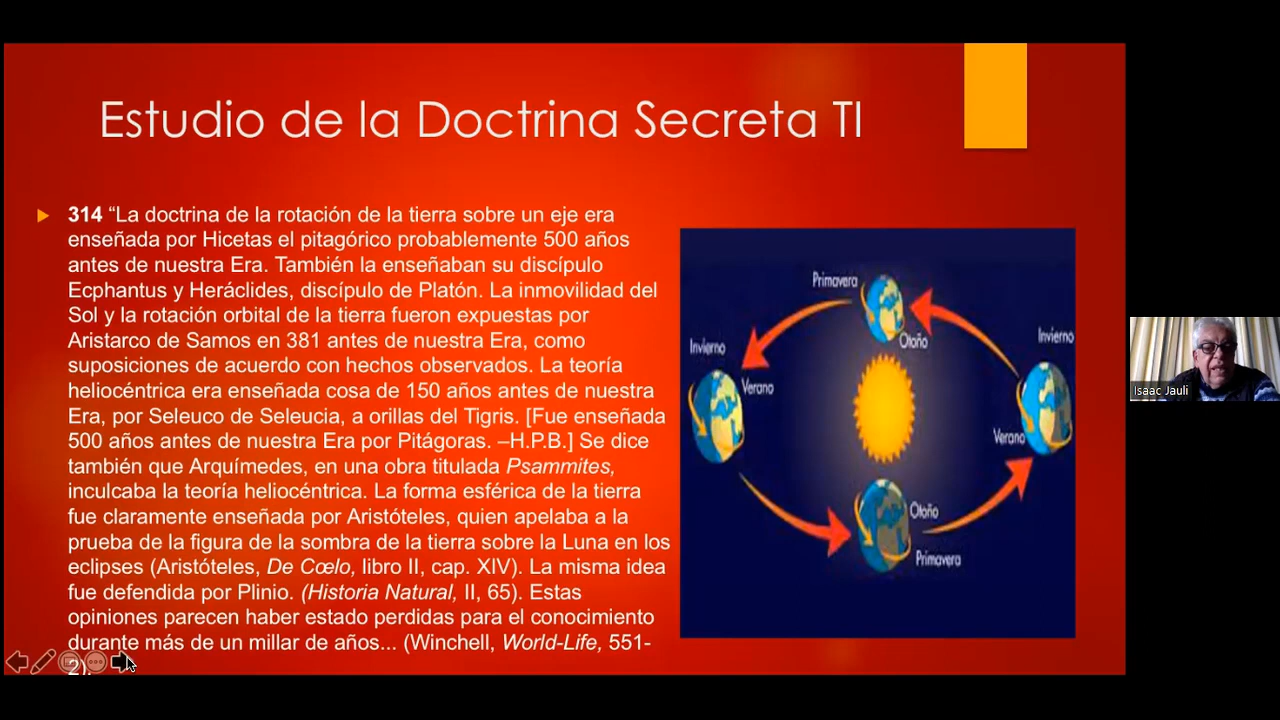 Estudio de la Doctrina Secreta TI
314 “La doctrina de la rotación de la tierra sobre un eje era
enseñada por Hicetas el pitagórico probablemente 500 años
antes de nuestra Era. También la enseñaban su discípulo
Ecphantus y Heráclides, discípulo de Platón. La inmovilidad del
Sol y la rotación orbital de la tierra fueron expuestas por
Aristarco de Samos en 381 antes de nuestra Era, como
suposiciones de acuerdo con hechos observados. La teoría
heliocéntrica era enseñada cosa de 150 años antes de nuestra
Era, por Seleuco de Seleucia, a orillas del Tigris. [Fue enseñada
500 años antes de nuestra Era por Pitágoras. –H.P.B.] Se dice
también que Arquímedes, en una obra titulada Psammites,
inculcaba la teoría heliocéntrica. La forma esférica de la tierra
fue claramente enseñada por Aristóteles, quien apelaba a la
prueba de la figura de la sombra de la tierra sobre la Luna en los
eclipses (Aristóteles, De Cœlo, libro II, cap. XIV). La misma idea
fue defendida por Plinio. (Historia Natural, II, 65). Estas
opiniones parecen haber estado perdidas para el conocimiento
durante más de un millar de años... (Winchell, World-Life, 551-
2).
Primavera
Otoño
Invierno
Verano
Invierno
Verano
Otoño
Primavera
Isaac Jauli